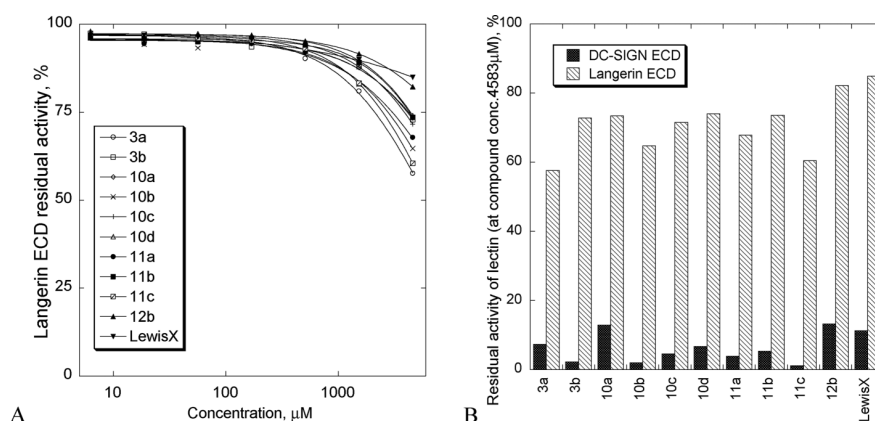 100
75
50
25
0
Langerin ECD residual activity, %
3a
3b
10a
10b
10c
10d
11a
11b
11c
12b
LewisX
10
100
1000
Concentration, μM
A
100
80
60
40
20
0
Residual activity of lectin (at compound conc.4583μM), %
DC-SIGN ECD
Langerin ECD
3a
3b
10a
10b
10c
10d
11a
11b
11c
12b
LewisX
B